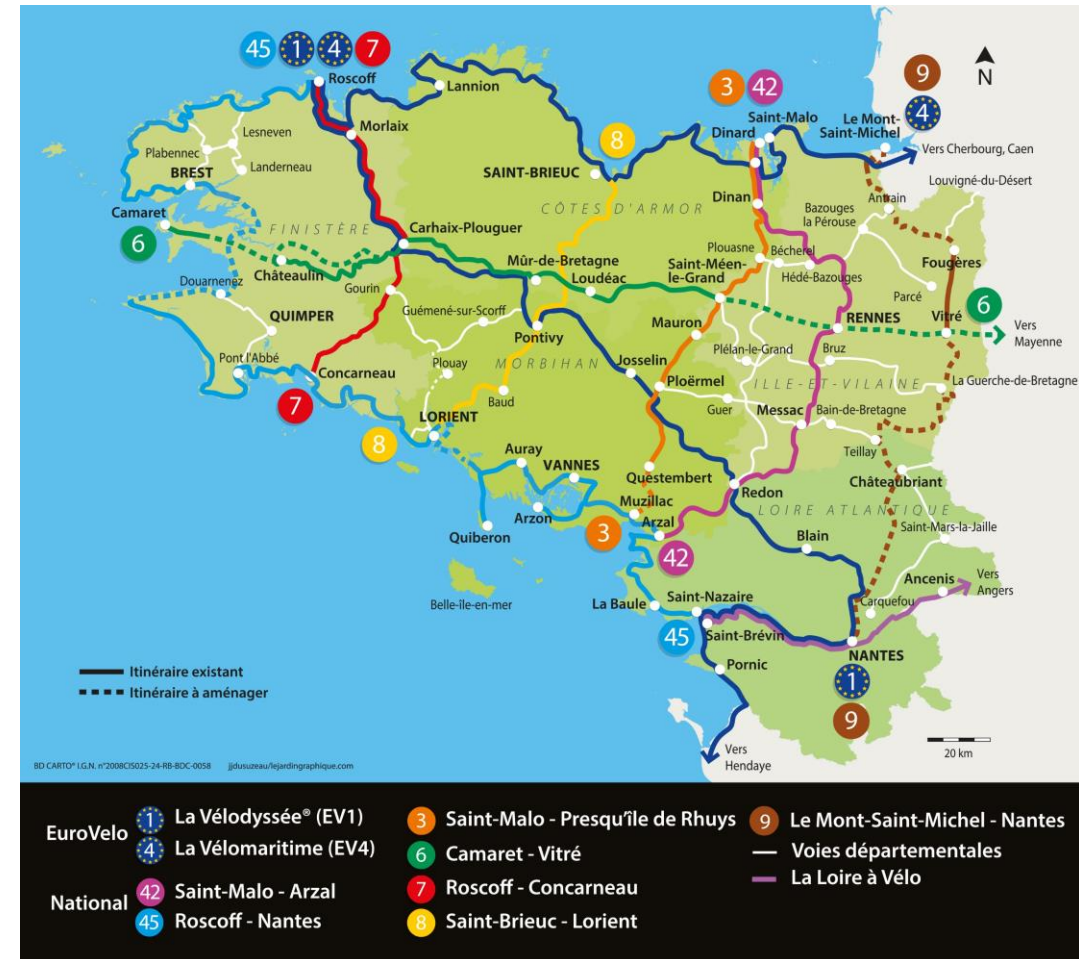 45 1 4 7
9
N
Roscoff
Lannion
3 42
4
Saint-Malo
Dinard
Le Mont-
Saint-Michel
Lesneven
Morlaix
8
Vers Cherbourg, Caen
Plabennec
Landerneau
BREST
SAINT-BRIEUC
Louvigné-du-Désert
Dinan
Antrain
Camaret
CÔTES D'ARMOR
Bazouges
la Pérouse
FINISTÈRE
Carhaix-Plouguer
6
Plouasne
Bécherel
Mûr-de-Bretagne
Saint-Méen-
le-Grand
Hédé-Bazouges
Fougères
Châteaulin
Loudéac
Douarnenez
Gourin
Parcé
6
Guémené-sur-Scorff
QUIMPER
Mauron
RENNES
Vitré
Vers
Mayenne
Pontivy
MORBIHAN
Plélan-le-Grand
Bruz
Pont l'Abbé
Plouay
Josselin
Concarneau
Ploërmel
ILLE-ET-VILAINE
La Guerche-de-Bretagne
Baud
7
Guer
Messac
Bain-de-Bretagne
LORIENT
8
Teillay
Auray
VANNES
Questembert
Redon
Châteaubriant
Muzillac
LOIRE ATLANTIQUE
Arzon
3
Arzal
Saint-Mars-la-Jaille
Quiberon
42
Blain
Belle-île-en-mer
La Baule
Saint-Nazaire
Ancenis
Vers
Angers
Carquefou
45
Saint-Brévin
NANTES
Pornic
Itinéraire existant
1
Itinéraire à aménager
9
Vers
Hendaye
20 km
BD CARTO® I.G.N. n°2008CIS025-24-RB-BDC-0058 jjdusuzeau/lejardingraphique.com
EuroVelo
1 La Vélodyssée® (EV1)
4 La Vélomaritime (EV4)
National
42 Saint-Malo - Arzal
45 Roscoff - Nantes
3 Saint-Malo - Presqu'île de Rhuys
6 Camaret - Vitré
7 Roscoff - Concarneau
8 Saint-Brieuc - Lorient
9 Le Mont-Saint-Michel - Nantes
Voies départementales
La Loire à Vélo